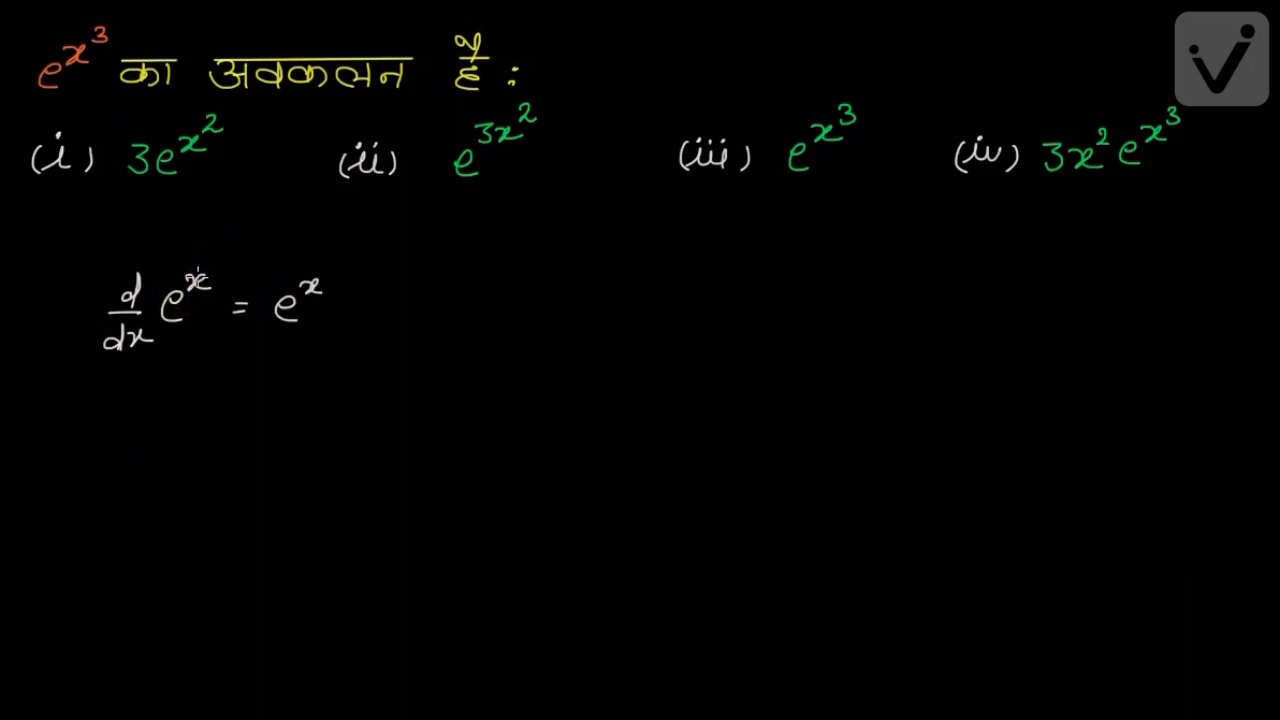 e^{x^3} का अवकलन है :
(i) 3e^{x^2} (ii) e^{3x^2} (iii) e^{x^3} (iv) 3x^2 e^{x^3}
d/dx e^x = e^x